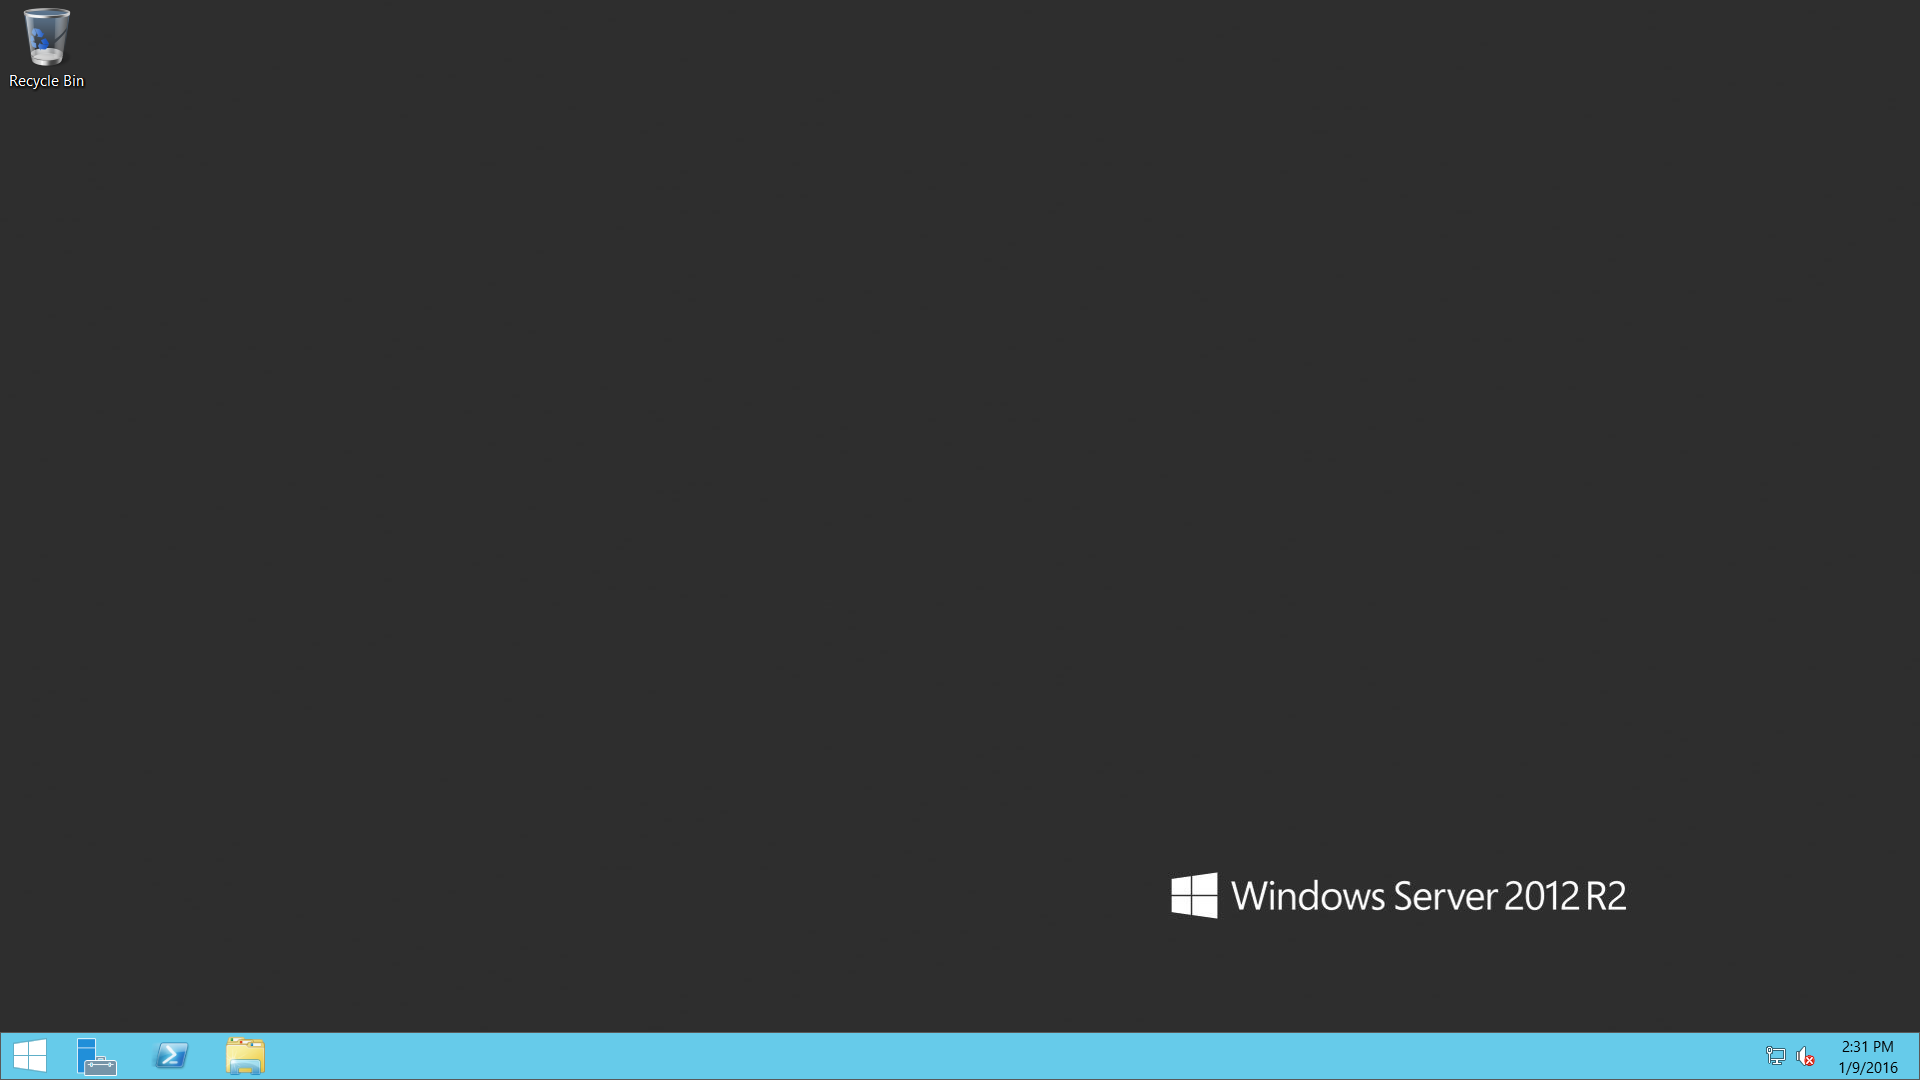 Recycle Bin
Windows Server 2012 R2
2:31 PM
1/9/2016